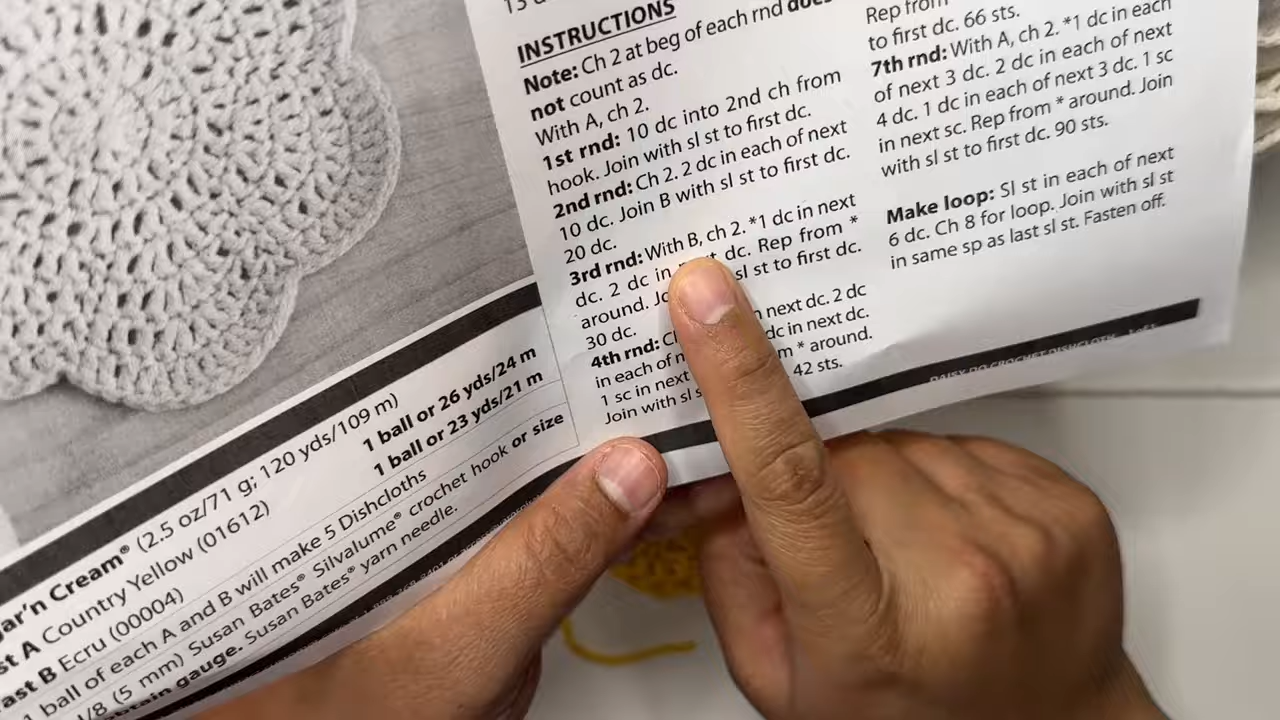 INSTRUCTIONS
Note: Ch 2 at beg of each rnd does
not count as dc.
With A, ch 2.
1st rnd: 10 dc into 2nd ch from
hook. Join with sl st to first dc.
2nd rnd: Ch 2. 2 dc in each of next
10 dc. Join B with sl st to first dc.
20 dc.
3rd rnd: With B, ch 2. *1 dc in next
dc. 2 dc in dc. Rep from *
around. sl st to first dc.
30 dc.
4th rnd: next dc. 2 dc
in each of dc in next dc.
1 sc in next * around.
Join with sl 42 sts.
Rep from
to first dc. 66 sts.
7th rnd: With A, ch 2. *1 dc in each
of next 3 dc. 2 dc in each of next
4 dc. 1 dc in each of next 3 dc. 1 sc
in next sc. Rep from * around. Join
with sl st to first dc. 90 sts.
Make loop: Sl st in each of next
6 dc. Ch 8 for loop. Join with sl st
in same sp as last sl st. Fasten off.
DAISY DO CROCHET DISHCLOTH
Cream® (2.5 oz/71 g; 120 yds/109 m)
A Country Yellow (01612) 1 ball or 26 yds/24 m
B Ecru (00004) 1 ball or 23 yds/21 m
ball of each A and B will make 5 Dishcloths
(5 mm) Susan Bates® Silvalume® crochet hook or size
gauge. Susan Bates® yarn needle.